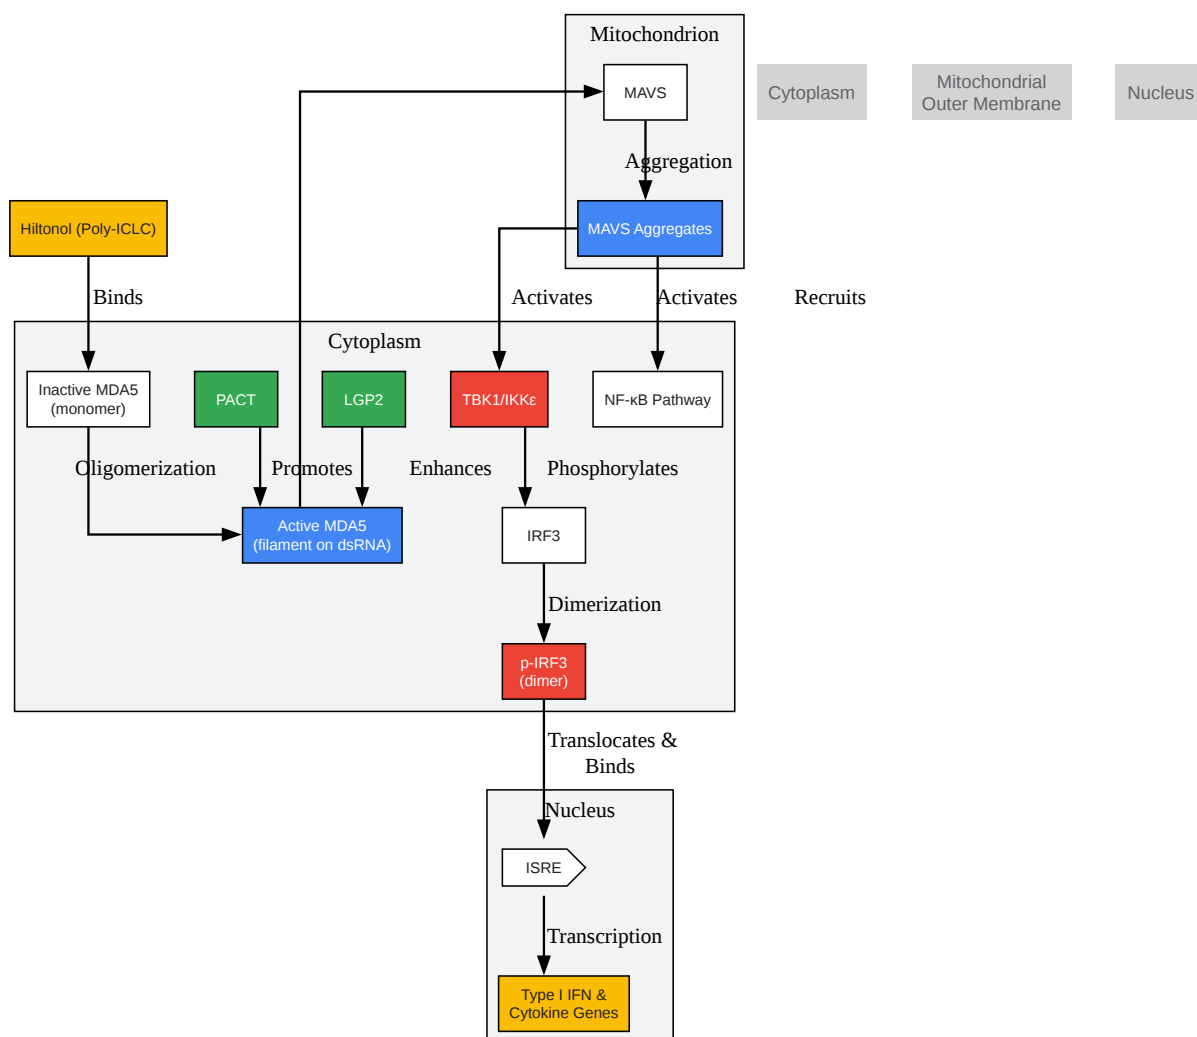 Mitochondrion
MAVS
Cytoplasm
Mitochondrial
Outer Membrane
Nucleus
Aggregation
Hiltonol (Poly-ICLC)
MAVS Aggregates
Binds
Activates
Activates
Recruits
Cytoplasm
Inactive MDA5
(monomer)
PACT
LGP2
TBK1/IKKε
NF-κB Pathway
Oligomerization
Promotes
Enhances
Phosphorylates
Active MDA5
(filament on dsRNA)
IRF3
Dimerization
p-IRF3
(dimer)
Translocates &
Binds
Nucleus
ISRE
Transcription
Type I IFN &
Cytokine Genes